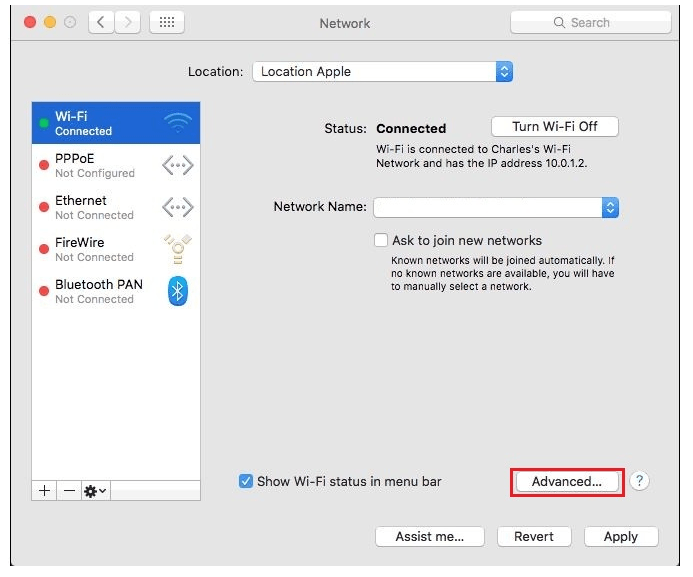 Network
Search
Location: Location Apple
Wi-Fi
Connected
PPPoE
Not Configured
Ethernet
Not Connected
FireWire
Not Connected
Bluetooth PAN
Not Connected
Status: Connected
Turn Wi-Fi Off
Wi-Fi is connected to Charles's Wi-Fi
Network and has the IP address 10.0.1.2.
Network Name:
Ask to join new networks
Known networks will be joined automatically. If
no known networks are available, you will have
to manually select a network.
Show Wi-Fi status in menu bar
Advanced...
?
Assist me...
Revert
Apply